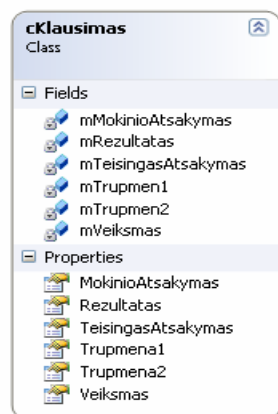 cKlausimas
Class
Fields
mMokinioAtsakymas
mRezultatas
mTeisingasAtsakymas
mTrupmen1
mTrupmen2
mVeiksmas
Properties
MokinioAtsakymas
Rezultatas
TeisingasAtsakymas
Trupmena1
Trupmena2
Veiksmas